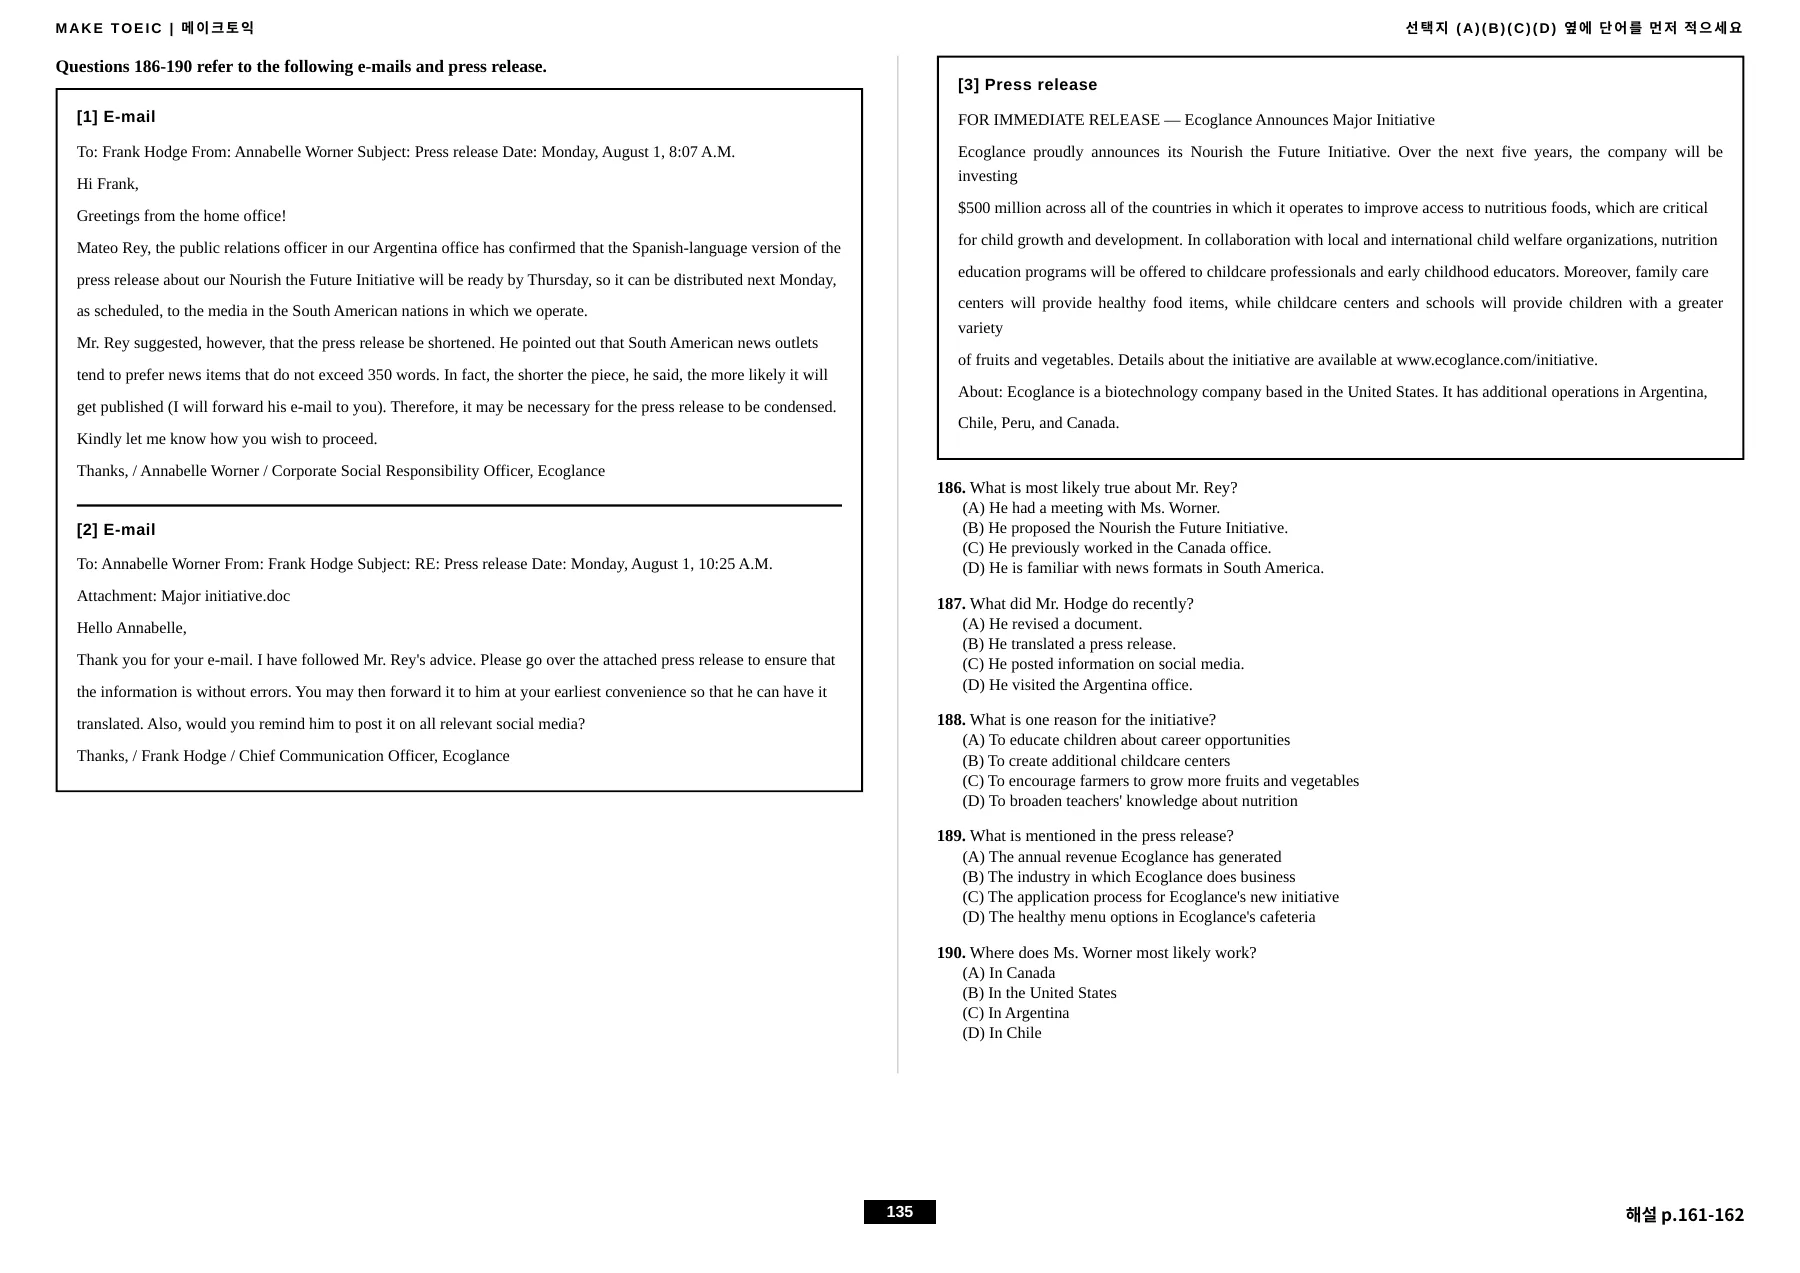 MAKE TOEIC | 메이크토익
선택지 (A)(B)(C)(D) 옆에 단어를 먼저 적으세요
Questions 186-190 refer to the following e-mails and press release.
[1] E-mail
To: Frank Hodge From: Annabelle Worner Subject: Press release Date: Monday, August 1, 8:07 A.M.
Hi Frank,
Greetings from the home office!
Mateo Rey, the public relations officer in our Argentina office has confirmed that the Spanish-language version of the
press release about our Nourish the Future Initiative will be ready by Thursday, so it can be distributed next Monday,
as scheduled, to the media in the South American nations in which we operate.
Mr. Rey suggested, however, that the press release be shortened. He pointed out that South American news outlets
tend to prefer news items that do not exceed 350 words. In fact, the shorter the piece, he said, the more likely it will
get published (I will forward his e-mail to you). Therefore, it may be necessary for the press release to be condensed.
Kindly let me know how you wish to proceed.
Thanks, / Annabelle Worner / Corporate Social Responsibility Officer, Ecoglance
[2] E-mail
To: Annabelle Worner From: Frank Hodge Subject: RE: Press release Date: Monday, August 1, 10:25 A.M.
Attachment: Major initiative.doc
Hello Annabelle,
Thank you for your e-mail. I have followed Mr. Rey's advice. Please go over the attached press release to ensure that
the information is without errors. You may then forward it to him at your earliest convenience so that he can have it
translated. Also, would you remind him to post it on all relevant social media?
Thanks, / Frank Hodge / Chief Communication Officer, Ecoglance
[3] Press release
FOR IMMEDIATE RELEASE — Ecoglance Announces Major Initiative
Ecoglance proudly announces its Nourish the Future Initiative. Over the next five years, the company will be
investing
$500 million across all of the countries in which it operates to improve access to nutritious foods, which are critical
for child growth and development. In collaboration with local and international child welfare organizations, nutrition
education programs will be offered to childcare professionals and early childhood educators. Moreover, family care
centers will provide healthy food items, while childcare centers and schools will provide children with a greater
variety
of fruits and vegetables. Details about the initiative are available at www.ecoglance.com/initiative.
About: Ecoglance is a biotechnology company based in the United States. It has additional operations in Argentina,
Chile, Peru, and Canada.
186. What is most likely true about Mr. Rey?
(A) He had a meeting with Ms. Worner.
(B) He proposed the Nourish the Future Initiative.
(C) He previously worked in the Canada office.
(D) He is familiar with news formats in South America.
187. What did Mr. Hodge do recently?
(A) He revised a document.
(B) He translated a press release.
(C) He posted information on social media.
(D) He visited the Argentina office.
188. What is one reason for the initiative?
(A) To educate children about career opportunities
(B) To create additional childcare centers
(C) To encourage farmers to grow more fruits and vegetables
(D) To broaden teachers' knowledge about nutrition
189. What is mentioned in the press release?
(A) The annual revenue Ecoglance has generated
(B) The industry in which Ecoglance does business
(C) The application process for Ecoglance's new initiative
(D) The healthy menu options in Ecoglance's cafeteria
190. Where does Ms. Worner most likely work?
(A) In Canada
(B) In the United States
(C) In Argentina
(D) In Chile
135
해설 p.161-162